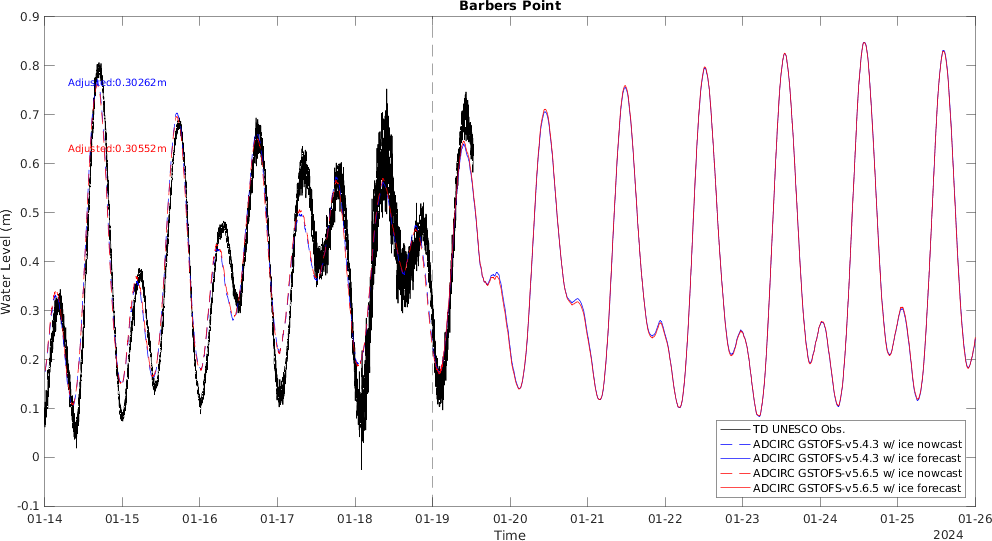 Barbers Point
0.9
0.8
0.7
0.6
0.5
0.4
0.3
0.2
0.1
0
-0.1
Water Level (m)
Adjusted:0.30262m
Adjusted:0.30552m
TD UNESCO Obs.
ADCIRC GSTOFS-v5.4.3 w/ ice nowcast
ADCIRC GSTOFS-v5.4.3 w/ ice forecast
ADCIRC GSTOFS-v5.6.5 w/ ice nowcast
ADCIRC GSTOFS-v5.6.5 w/ ice forecast
01-14 01-15 01-16 01-17 01-18 01-19 01-20 01-21 01-22 01-23 01-24 01-25 01-26
Time
2024